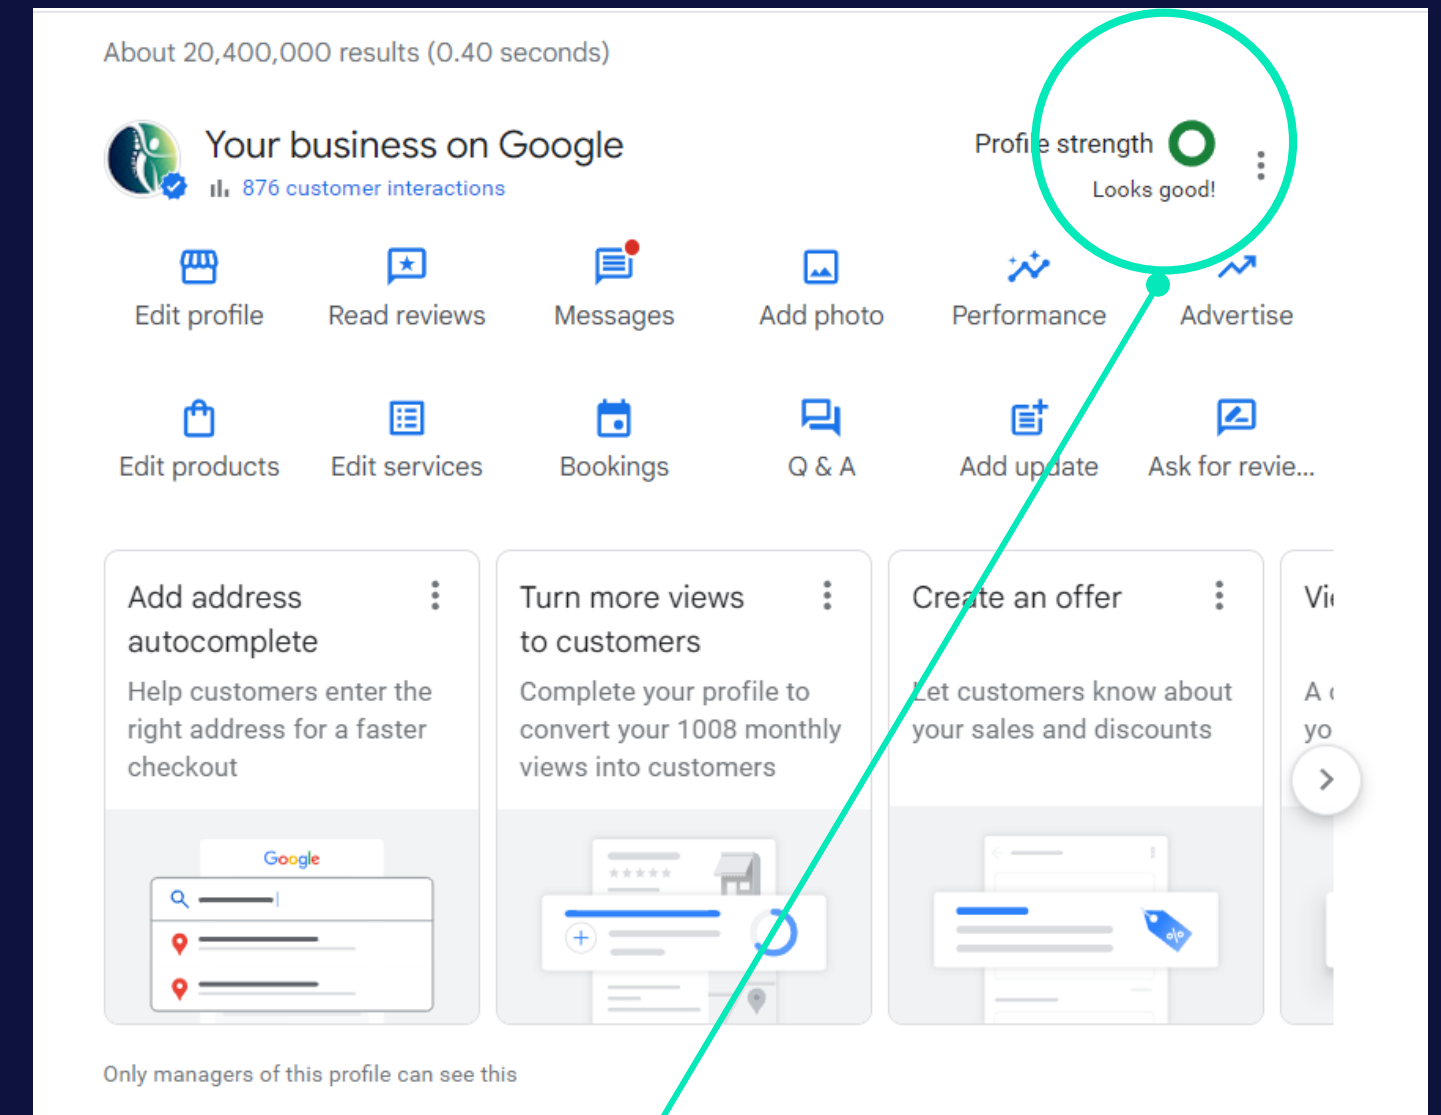 About 20,400,000 results (0.40 seconds)
Your business on Google
876 customer interactions
Profile strength
Looks good!
Edit profile
Read reviews
Messages
Add photo
Performance
Advertise
Edit products
Edit services
Bookings
Q & A
Add update
Ask for revie...
Add address
autocomplete
Help customers enter the
right address for a faster
checkout
Google
Turn more views
to customers
Complete your profile to
convert your 1008 monthly
views into customers
Create an offer
Let customers know about
your sales and discounts
%
A
yo
Only managers of this profile can see this